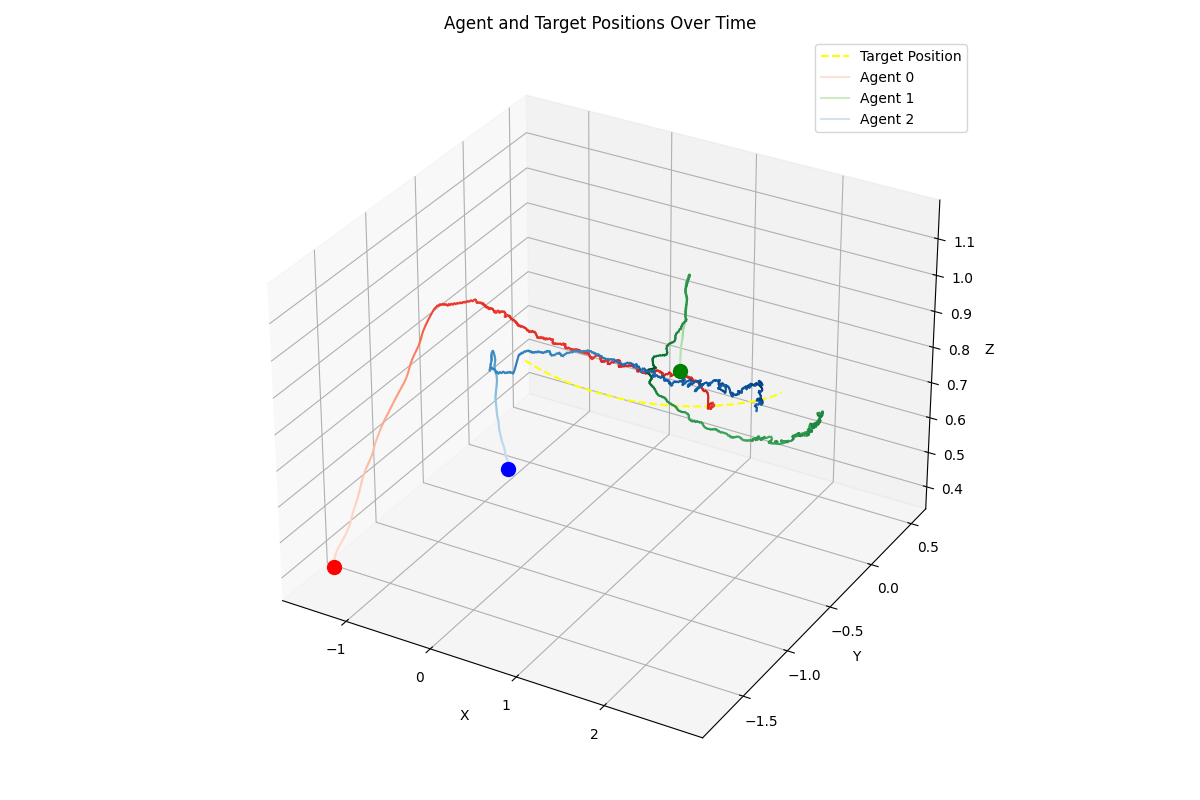 Agent and Target Positions Over Time
Target Position
Agent 0
Agent 1
Agent 2
1.1
1.0
0.9
0.8
0.7
0.6
0.5
0.4
Z
0.5
0.0
−0.5
−1.0
−1.5
Y
−1
0
1
2
X